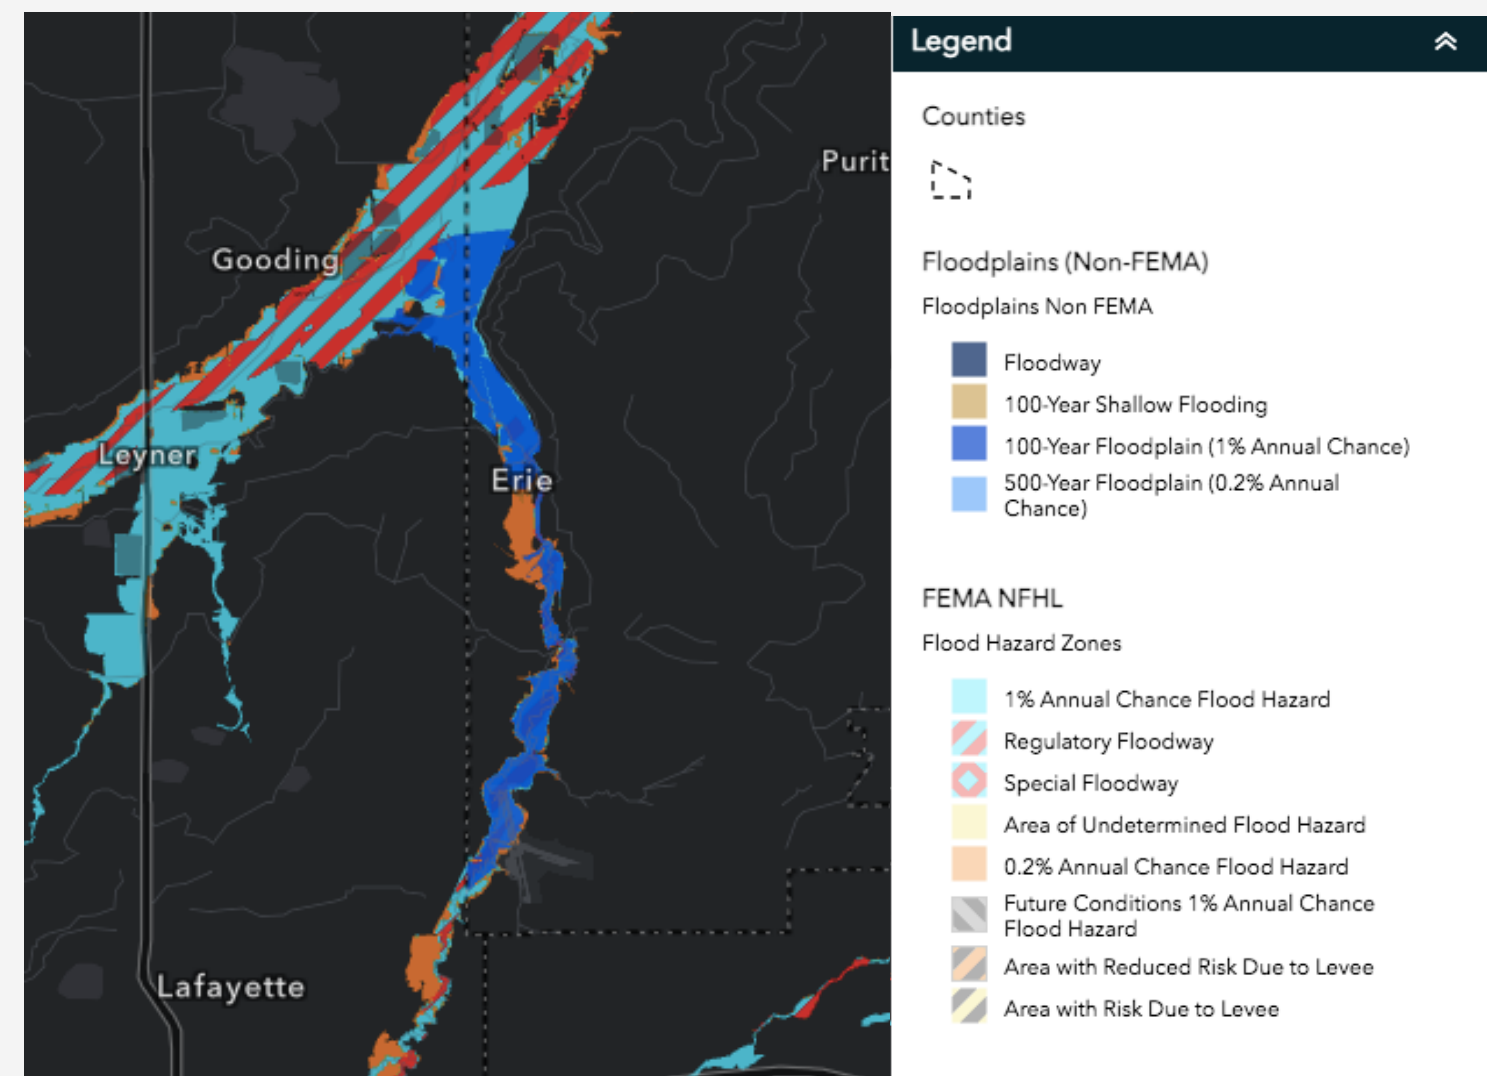 Purit
Gooding
Leyner
Erie
Lafayette
Legend
Counties
Floodplains (Non-FEMA)
Floodplains Non FEMA
Floodway
100-Year Shallow Flooding
100-Year Floodplain (1% Annual Chance)
500-Year Floodplain (0.2% Annual
Chance)
FEMA NFHL
Flood Hazard Zones
1% Annual Chance Flood Hazard
Regulatory Floodway
Special Floodway
Area of Undetermined Flood Hazard
0.2% Annual Chance Flood Hazard
Future Conditions 1% Annual Chance
Flood Hazard
Area with Reduced Risk Due to Levee
Area with Risk Due to Levee